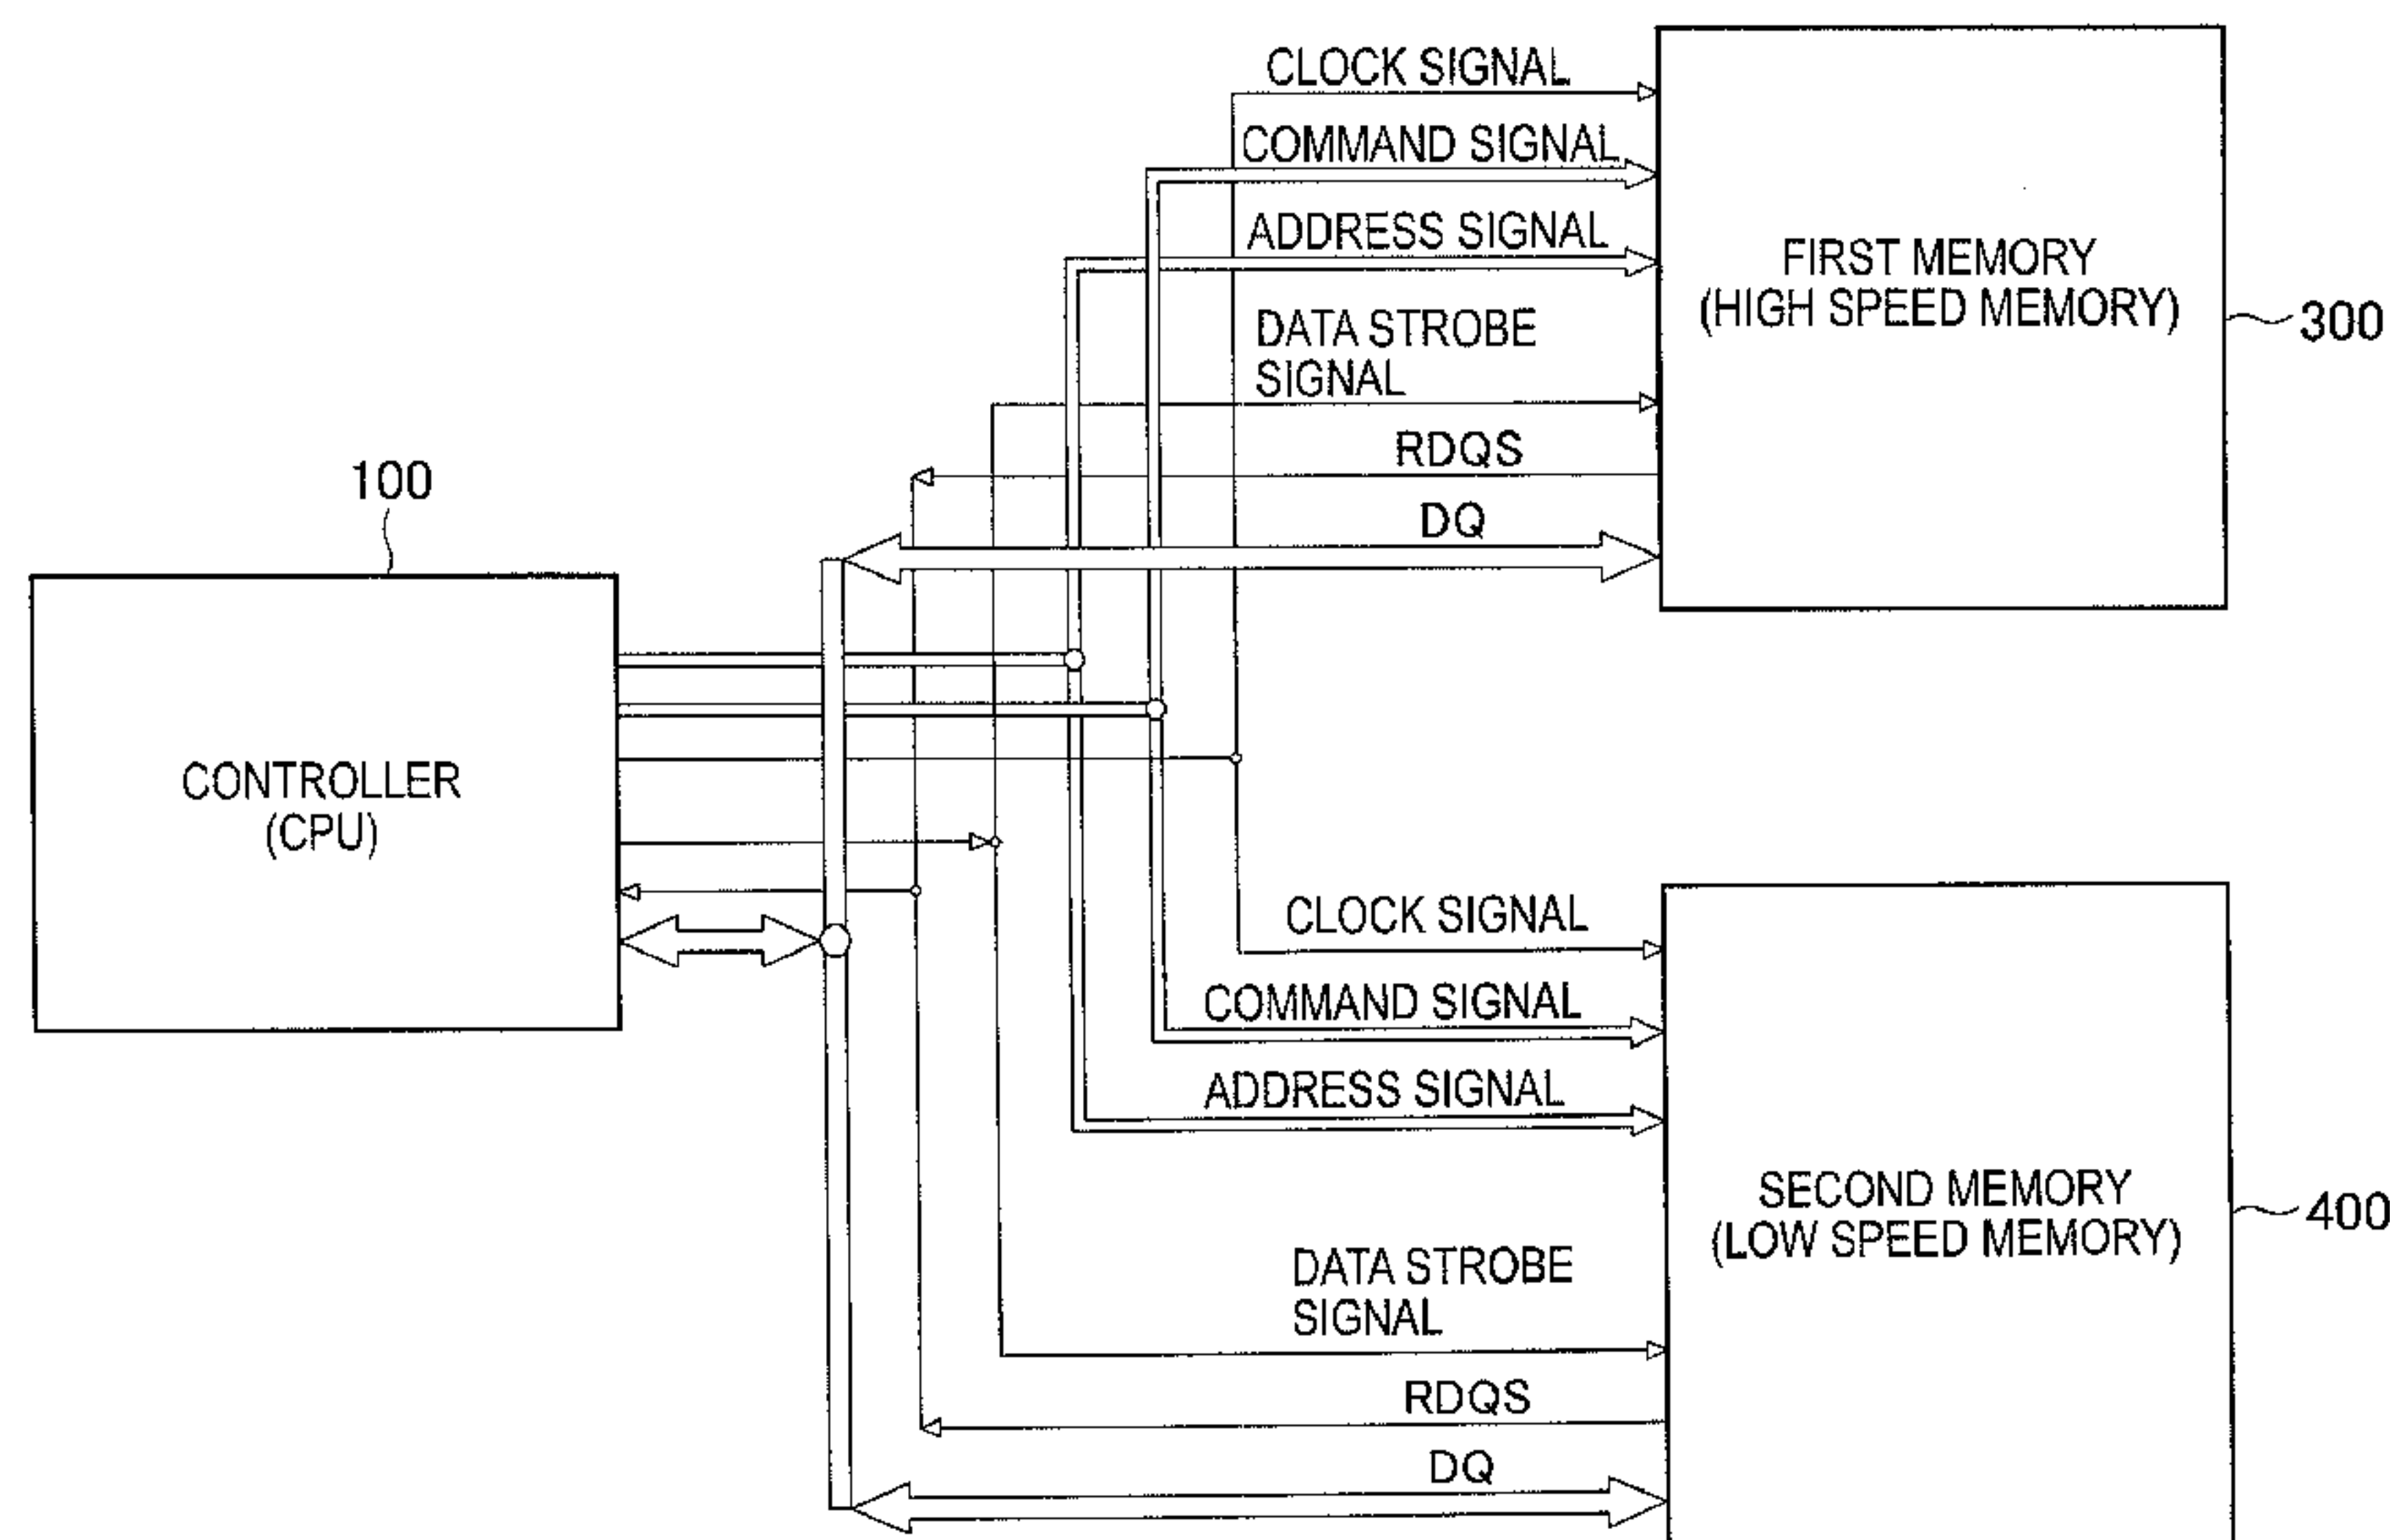 CLOCK SIGNAL
COMMAND SIGNAL
ADDRESS SIGNAL
DATA STROBE
SIGNAL
RDQS
DQ
FIRST MEMORY
(HIGH SPEED MEMORY)
300
100
CONTROLLER
(CPU)
CLOCK SIGNAL
COMMAND SIGNAL
ADDRESS SIGNAL
DATA STROBE
SIGNAL
RDQS
DQ
SECOND MEMORY
(LOW SPEED MEMORY)
400